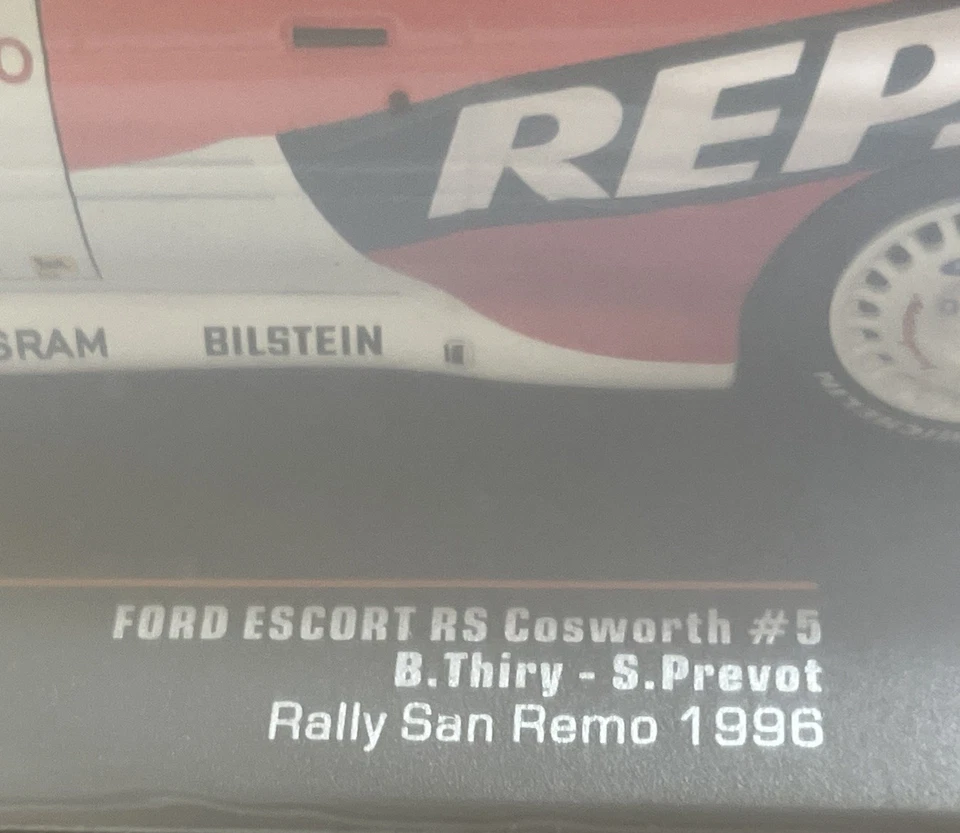 REP
SRAM
BILSTEIN
FORD ESCORT RS Cosworth #5
B.Thiry - S.Prevot
Rally San Remo 1996